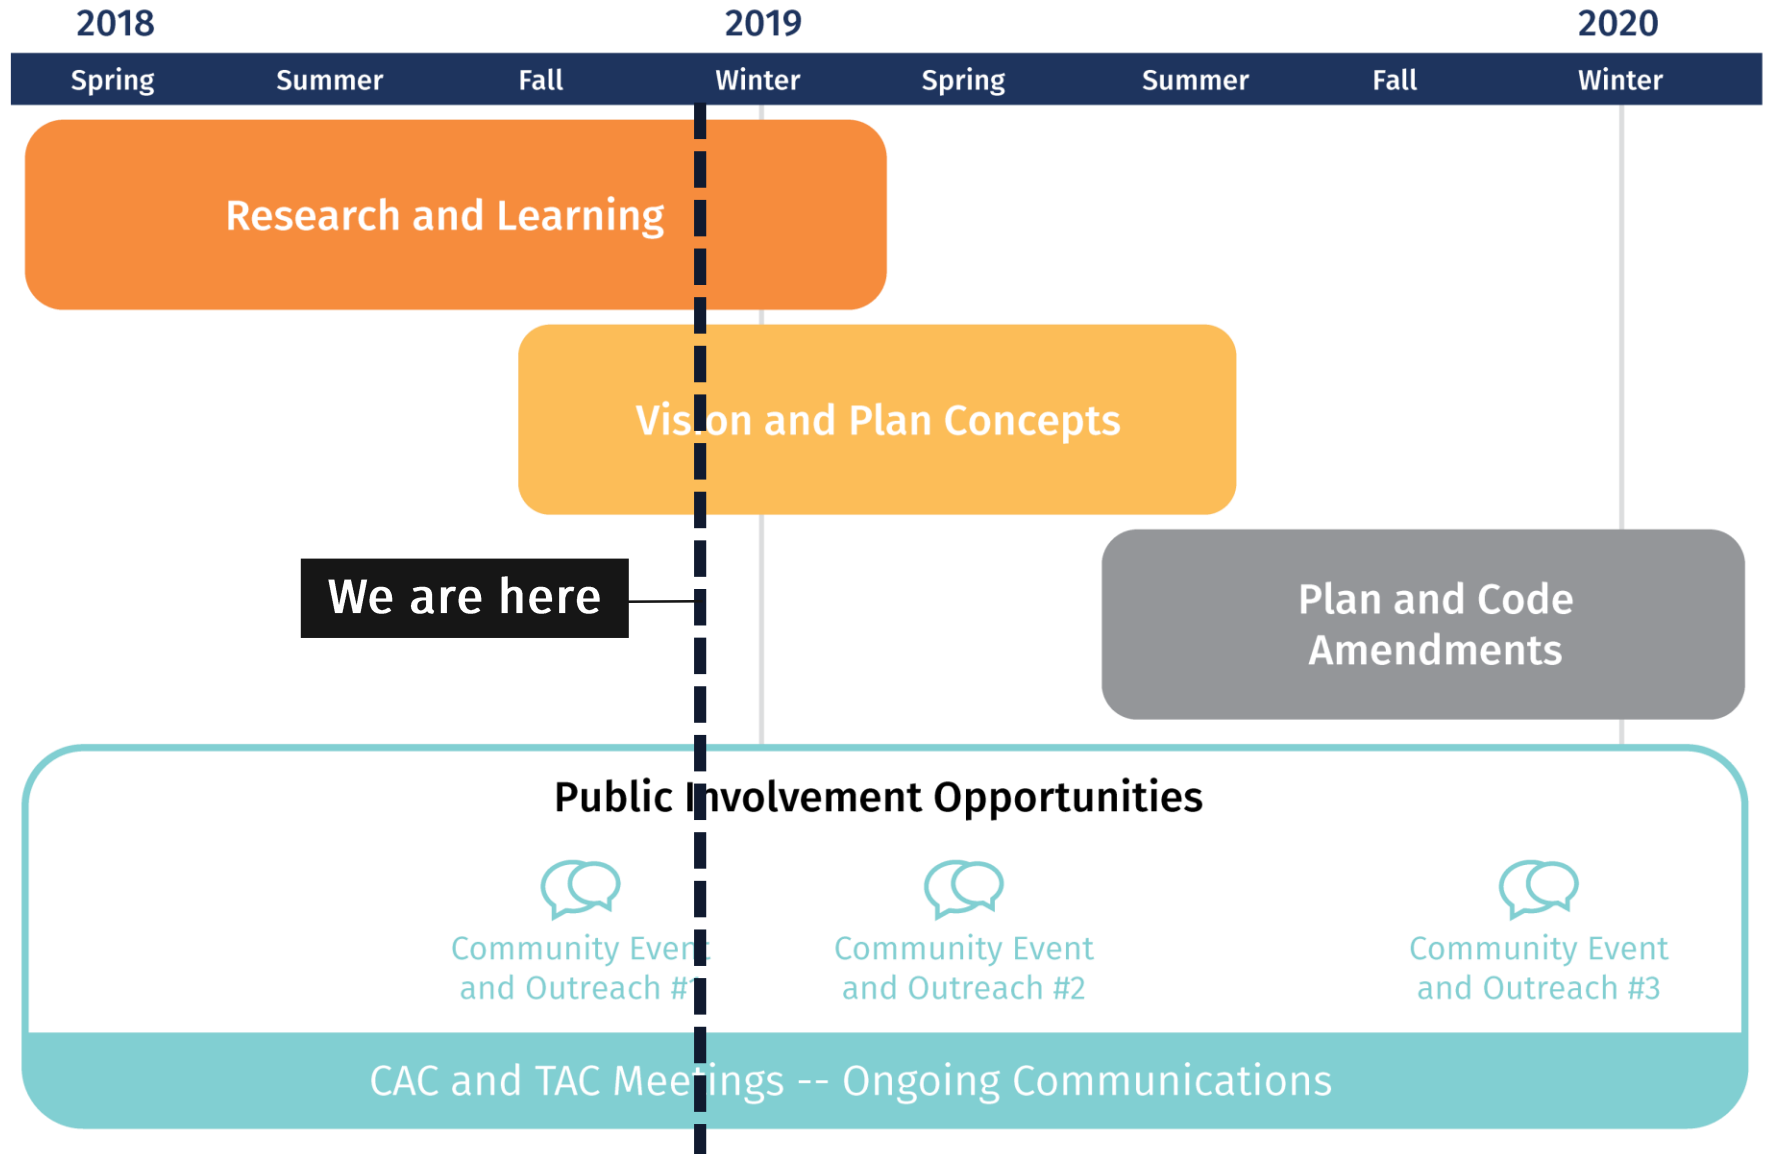 2018 2019 2020
Spring Summer Fall Winter Spring Summer Fall Winter
Research and Learning
Vision and Plan Concepts
We are here
Plan and Code
Amendments
Public Involvement Opportunities
Community Event
and Outreach #1
Community Event
and Outreach #2
Community Event
and Outreach #3
CAC and TAC Meetings -- Ongoing Communications